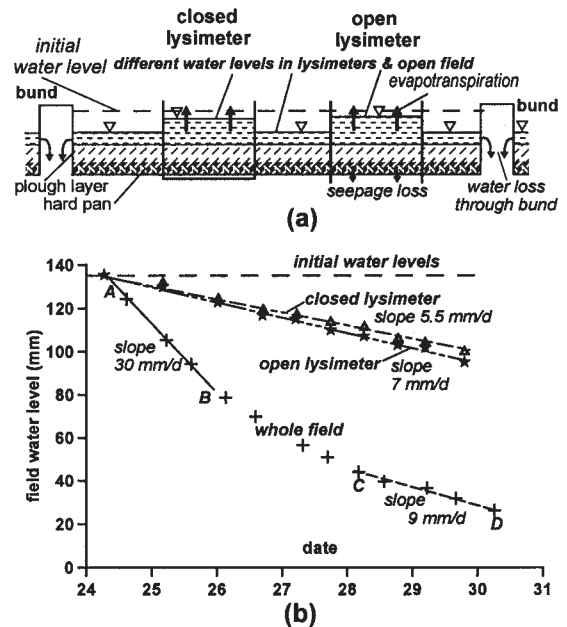 closed
lysimeter
open
lysimeter
initial
water level
different water levels in lysimeters & open field
evapotranspiration
bund
bund
plough layer
hard pan
seepage loss
water loss
through bund
(a)
140
120
100
80
60
40
20
0
field water level (mm)
initial water levels
closed lysimeter
slope 5.5 mm/d
A
slope
30 mm/d
open lysimeter
slope
7 mm/d
B
whole field
C
slope
9 mm/d
D
date
24
25
26
27
28
29
30
31
(b)